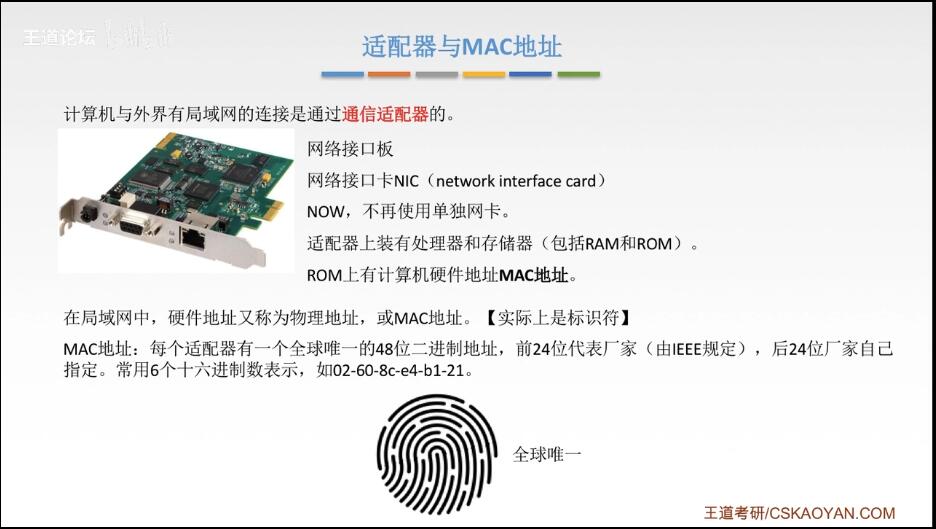 王道论坛
适配器与MAC地址
计算机与外界有局域网的连接是通过通信适配器的。
网络接口板
网络接口卡NIC（network interface card）
NOW，不再使用单独网卡。
适配器上装有处理器和存储器（包括RAM和ROM）。
ROM上有计算机硬件地址MAC地址。
在局域网中，硬件地址又称为物理地址，或MAC地址。【实际上是标识符】
MAC地址：每个适配器有一个全球唯一的48位二进制地址，前24位代表厂家（由IEEE规定），后24位厂家自己
指定。常用6个十六进制数表示，如02-60-8c-e4-b1-21。
全球唯一
王道考研/CSKAOYAN.COM